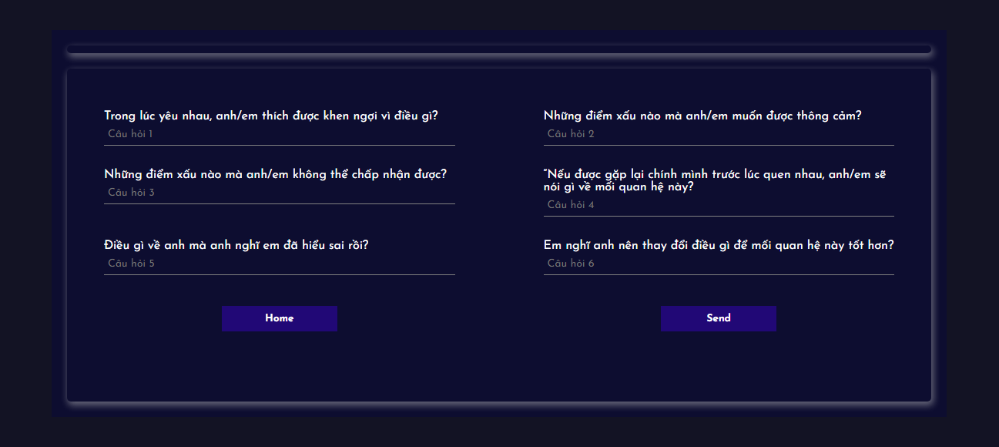 Trong lúc yêu nhau, anh/em thích được khen ngợi vì điều gì?
Câu hỏi 1
Những điểm xấu nào mà anh/em muốn được thông cảm?
Câu hỏi 2
Những điểm xấu nào mà anh/em không thể chấp nhận được?
Câu hỏi 3
"Nếu được gặp lại chính mình trước lúc quen nhau, anh/em sẽ
nói gì về mối quan hệ này?
Câu hỏi 4
Điều gì về anh mà anh nghĩ em đã hiểu sai rồi?
Câu hỏi 5
Em nghĩ anh nên thay đổi điều gì để mối quan hệ này tốt hơn?
Câu hỏi 6
Home
Send